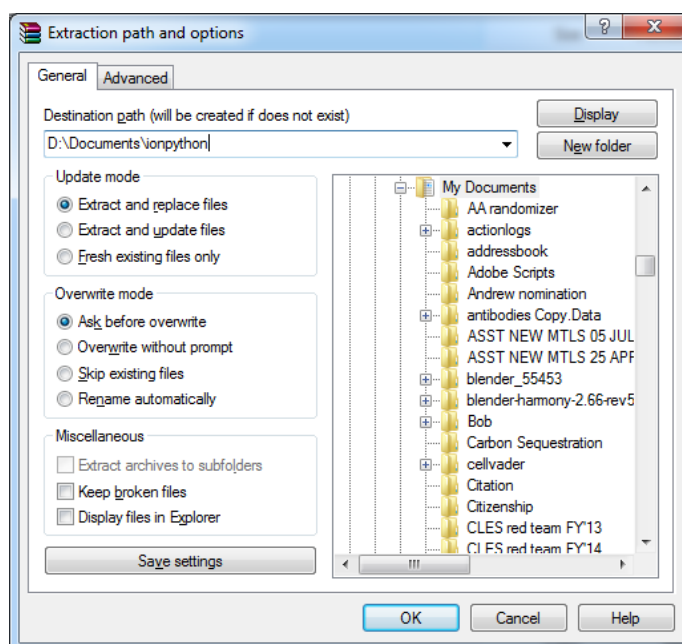 Extraction path and options
General
Advanced
Destination path (will be created if does not exist)
Display
D:\Documents\ionpython
New folder
Update mode
Extract and replace files
Extract and update files
Fresh existing files only
Overwrite mode
Ask before overwrite
Overwrite without prompt
Skip existing files
Rename automatically
Miscellaneous
Extract archives to subfolders
Keep broken files
Display files in Explorer
Save settings
My Documents
AA randomizer
actionlogs
addressbook
Adobe Scripts
Andrew nomination
antibodies Copy.Data
ASST NEW MTLS 05 JUL
ASST NEW MTLS 25 APR
blender_55453
blender-harmony-2.66-rev5
Bob
Carbon Sequestration
cellvader
Citation
Citizenship
CLES red team FY'13
CLES red team FY'14
OK
Cancel
Help